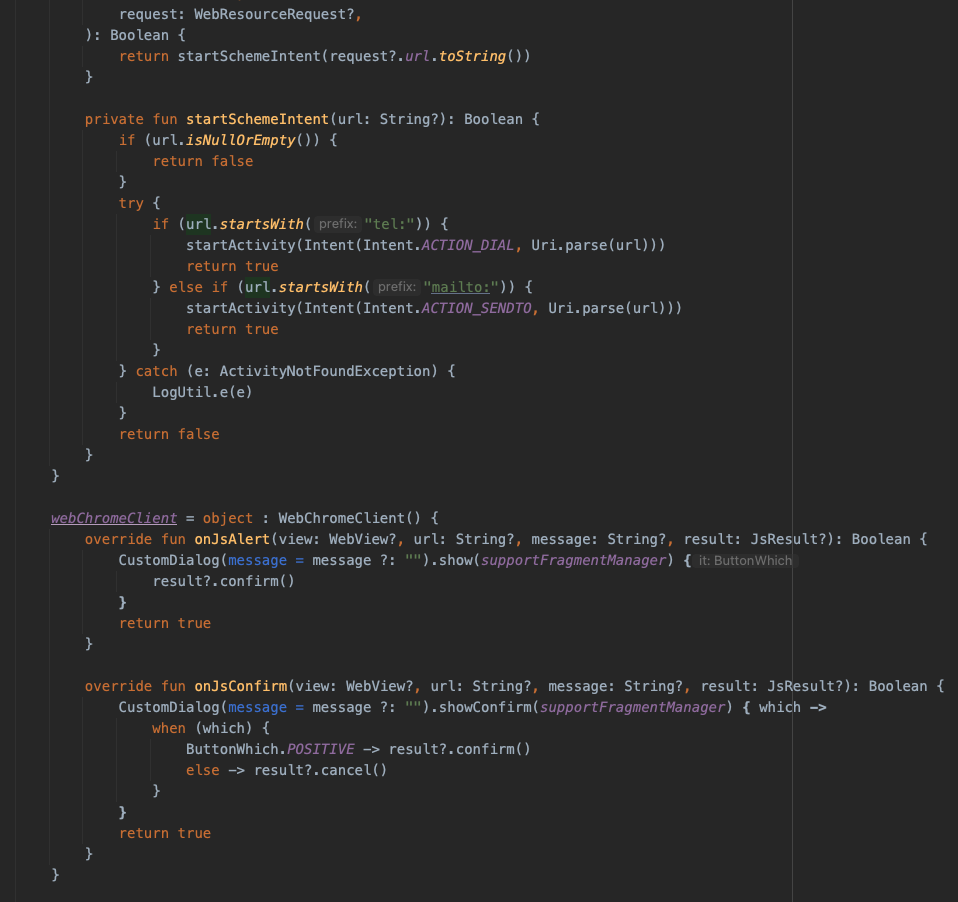 request: WebResourceRequest?,
): Boolean {
return startSchemeIntent(request?.url.toString())
}
private fun startSchemeIntent(url: String?): Boolean {
if (url.isNullOrEmpty()) {
return false
}
try {
if (url.startsWith( prefix: "tel:")) {
startActivity(Intent(Intent.ACTION_DIAL, Uri.parse(url)))
return true
} else if (url.startsWith( prefix: "mailto:")) {
startActivity(Intent(Intent.ACTION_SENDTO, Uri.parse(url)))
return true
}
} catch (e: ActivityNotFoundException) {
LogUtil.e(e)
}
return false
}
}
webChromeClient = object : WebChromeClient() {
override fun onJsAlert(view: WebView?, url: String?, message: String?, result: JsResult?): Boolean {
CustomDialog(message = message ?: "").show(supportFragmentManager) { it: ButtonWhich
result?.confirm()
}
return true
}
override fun onJsConfirm(view: WebView?, url: String?, message: String?, result: JsResult?): Boolean {
CustomDialog(message = message ?: "").showConfirm(supportFragmentManager) { which ->
when (which) {
ButtonWhich.POSITIVE -> result?.confirm()
else -> result?.cancel()
}
}
return true
}
}